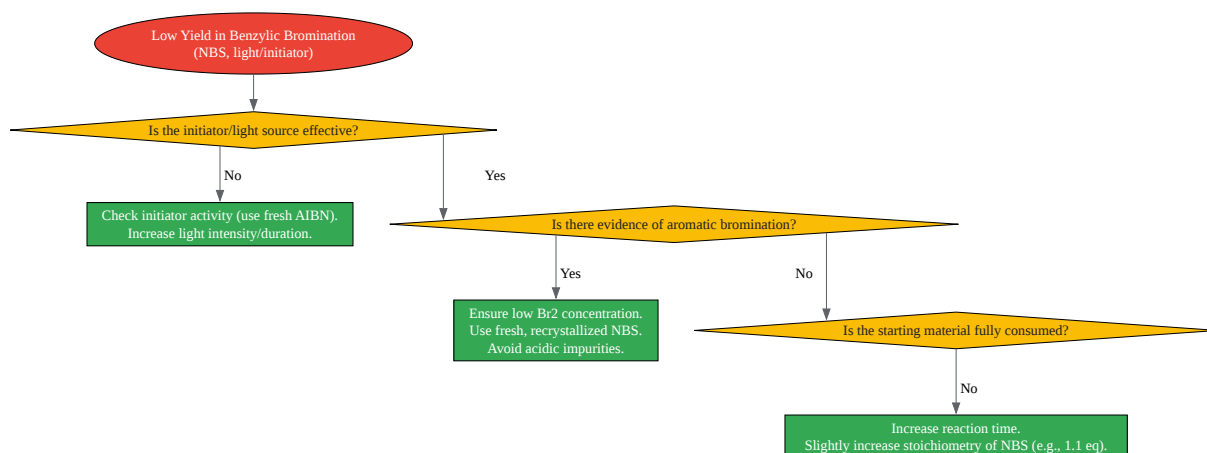 Low Yield in Benzylic Bromination
(NBS, light/initiator)
Is the initiator/light source effective?
No
Yes
Check initiator activity (use fresh AIBN).
Increase light intensity/duration.
Is there evidence of aromatic bromination?
Yes
No
Ensure low Br2 concentration.
Use fresh, recrystallized NBS.
Avoid acidic impurities.
Is the starting material fully consumed?
No
Increase reaction time.
Slightly increase stoichiometry of NBS (e.g., 1.1 eq).